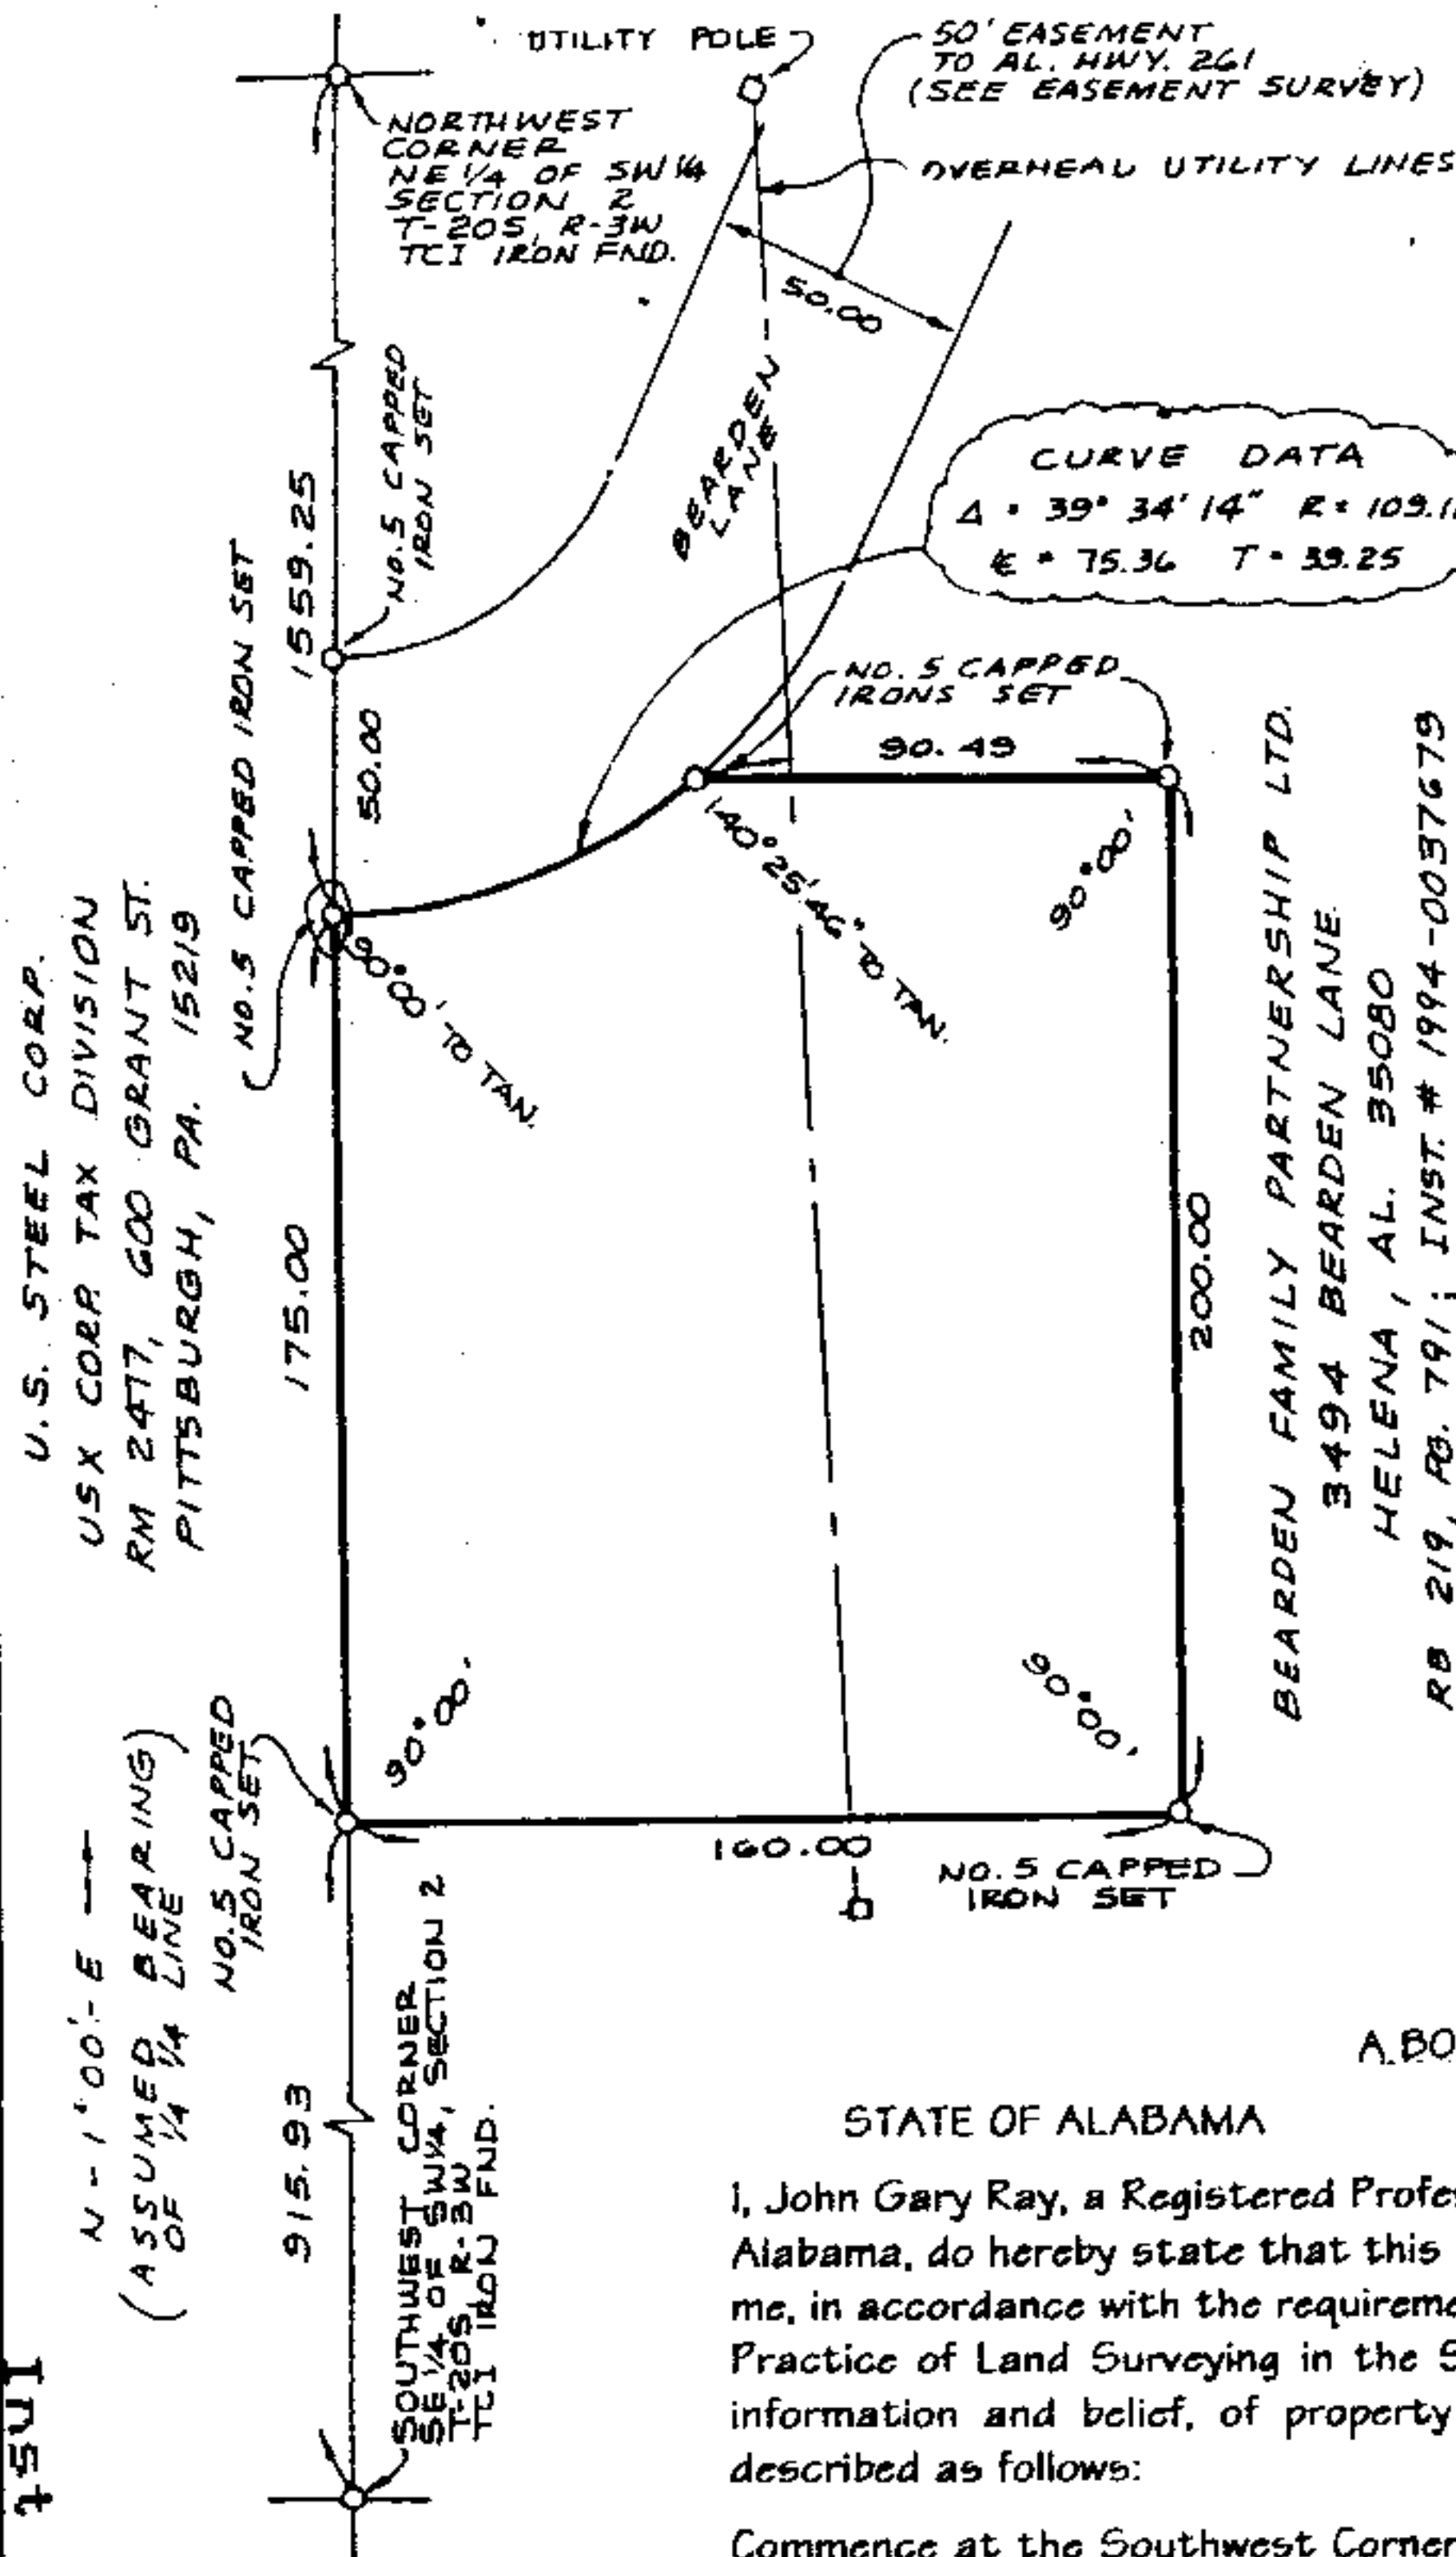 UTILITY POLE
50' EASEMENT
TO AL. HWY. 261
(SEE EASEMENT SURVEY)
NORTHWEST
CORNER
NE 1/4 OF SW 1/4
SECTION 2
T-20S, R-3W
TCI IRON FND.
OVERHEAD UTILITY LINES
50.00
NO.5 CAPPED
IRON SET
BEARDEN
LANE
CURVE DATA
Δ = 39° 34' 14" R = 109.1
₵ = 75.36 T = 39.25
1559.25
NO.5 CAPPED IRON SET
50.00
NO. 5 CAPPED
IRONS SET
90.49
140° 25' 46" TO TAN.
90°00'
90°00' TO TAN.
U.S. STEEL CORP.
USX CORP. TAX DIVISION
RM 2477, 600 GRANT ST.
PITTSBURGH, PA. 15219
175.00
200.00
BEARDEN FAMILY PARTNERSHIP LTD.
3494 BEARDEN LANE
HELENA, AL. 35080
RB 219, PG. 791; INST. # 1994-0037679
90°00'
90°00'
NO.5 CAPPED
IRON SET
160.00
NO.5 CAPPED
IRON SET
N-1°00'-E
(ASSUMED BEARING)
OF 1/4 1/4 LINE
915.93
SOUTHWEST CORNER
SE 1/4 OF SW 1/4, SECTION 2
T-20S, R-3W
TCI IRON FND.
Inst
A BO
STATE OF ALABAMA
I, John Gary Ray, a Registered Profe
Alabama, do hereby state that this
me, in accordance with the requireme
Practice of Land Surveying in the S
information and belief, of property
described as follows:
Commence at the Southwest Corner